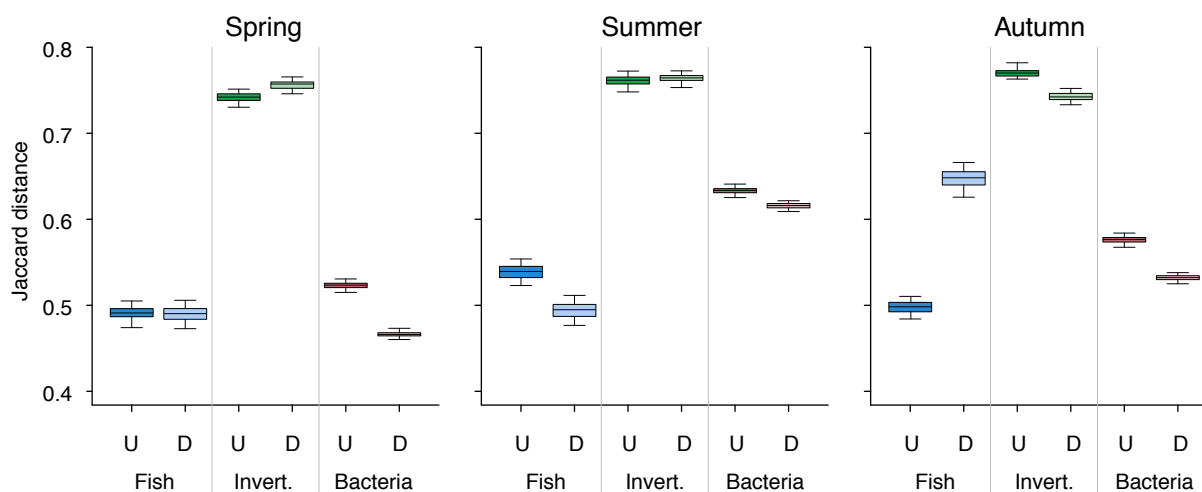 Spring Summer Autumn
Jaccard distance
0.8
0.7
0.6
0.5
0.4
U D U D U D U D U D U D U D U D U D
Fish Invert. Bacteria Fish Invert. Bacteria Fish Invert. Bacteria